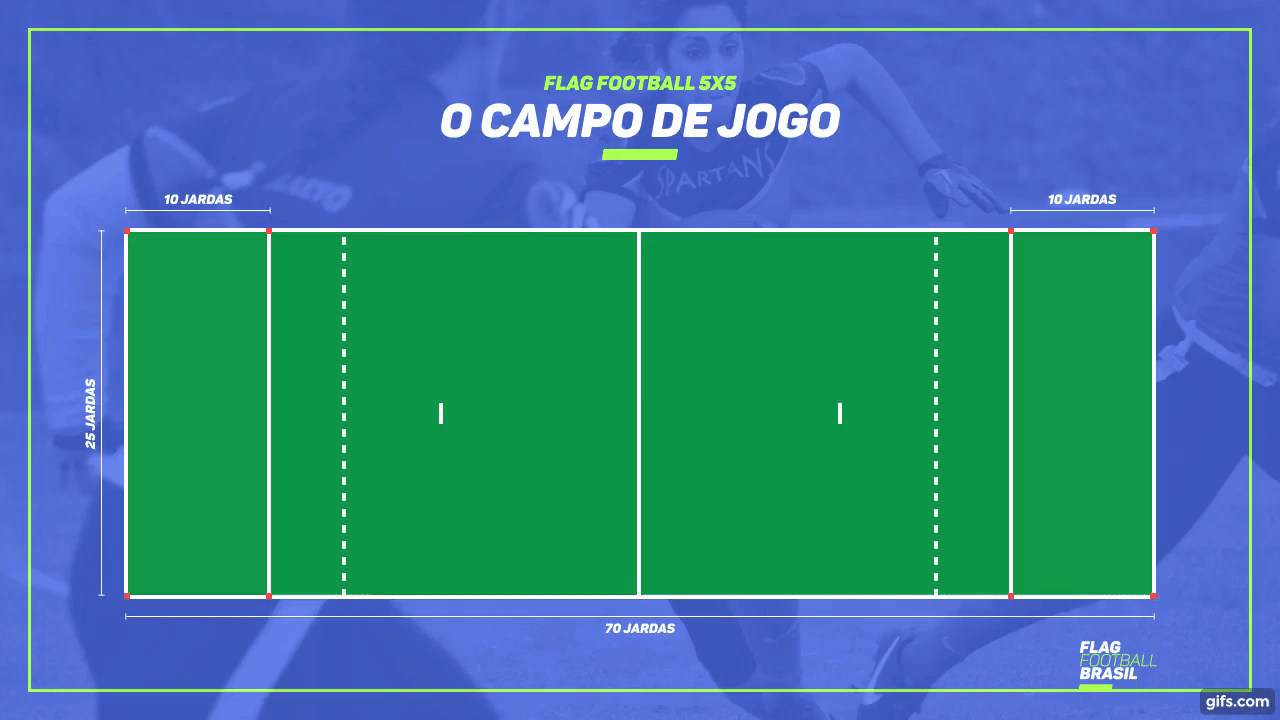 FLAG FOOTBALL 5X5
O CAMPO DE JOGO
SPARTANS
10 JARDAS
10 JARDAS
25 JARDAS
70 JARDAS
FLAG
FOOTBALL
BRASIL
gifs.com